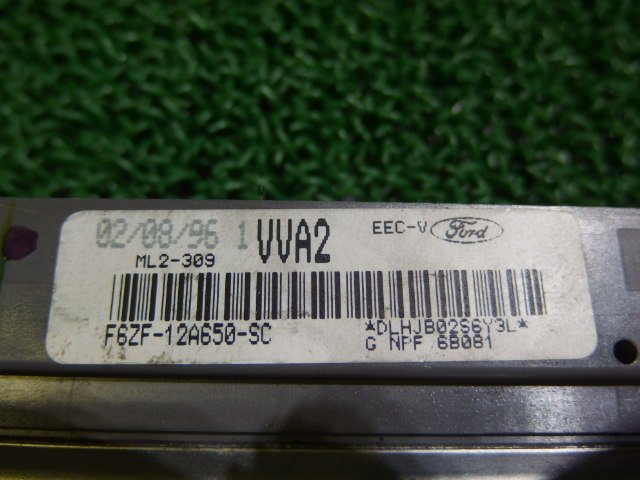 02/08/96 1 VVA2 EEC-V Ford
ML2-309
F6ZF-12A650-SC *DLHJB02S6Y3L*
G NPF 6B081